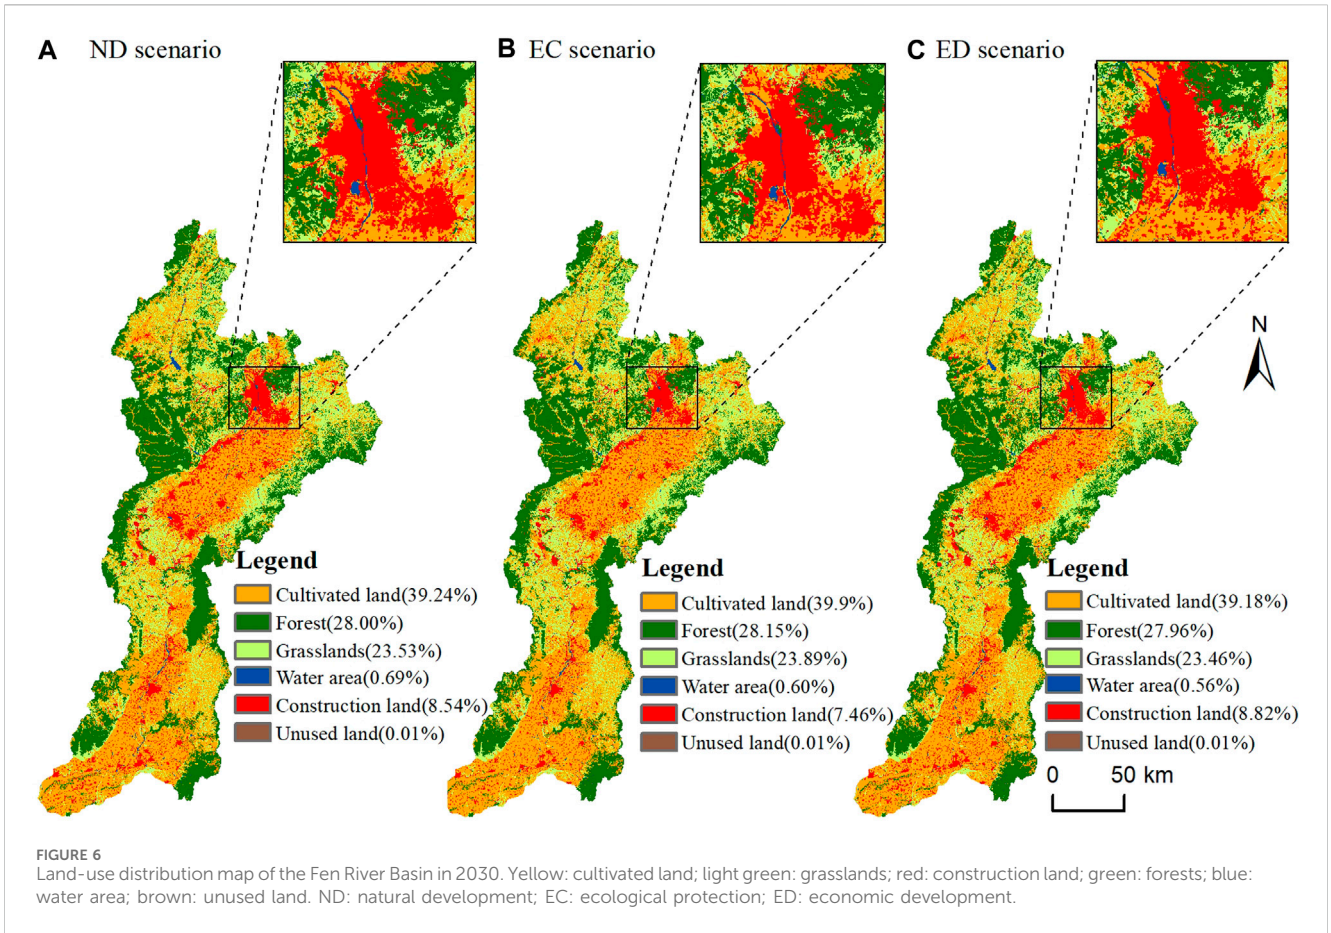 A ND scenario
B EC scenario
C ED scenario
N
Legend
Cultivated land(39.24%)
Forest(28.00%)
Grasslands(23.53%)
Water area(0.69%)
Construction land(8.54%)
Unused land(0.01%)
Legend
Cultivated land(39.9%)
Forest(28.15%)
Grasslands(23.89%)
Water area(0.60%)
Construction land(7.46%)
Unused land(0.01%)
Legend
Cultivated land(39.18%)
Forest(27.96%)
Grasslands(23.46%)
Water area(0.56%)
Construction land(8.82%)
Unused land(0.01%)
0 50 km
FIGURE 6
Land-use distribution map of the Fen River Basin in 2030. Yellow: cultivated land; light green: grasslands; red: construction land; green: forests; blue:
water area; brown: unused land. ND: natural development; EC: ecological protection; ED: economic development.